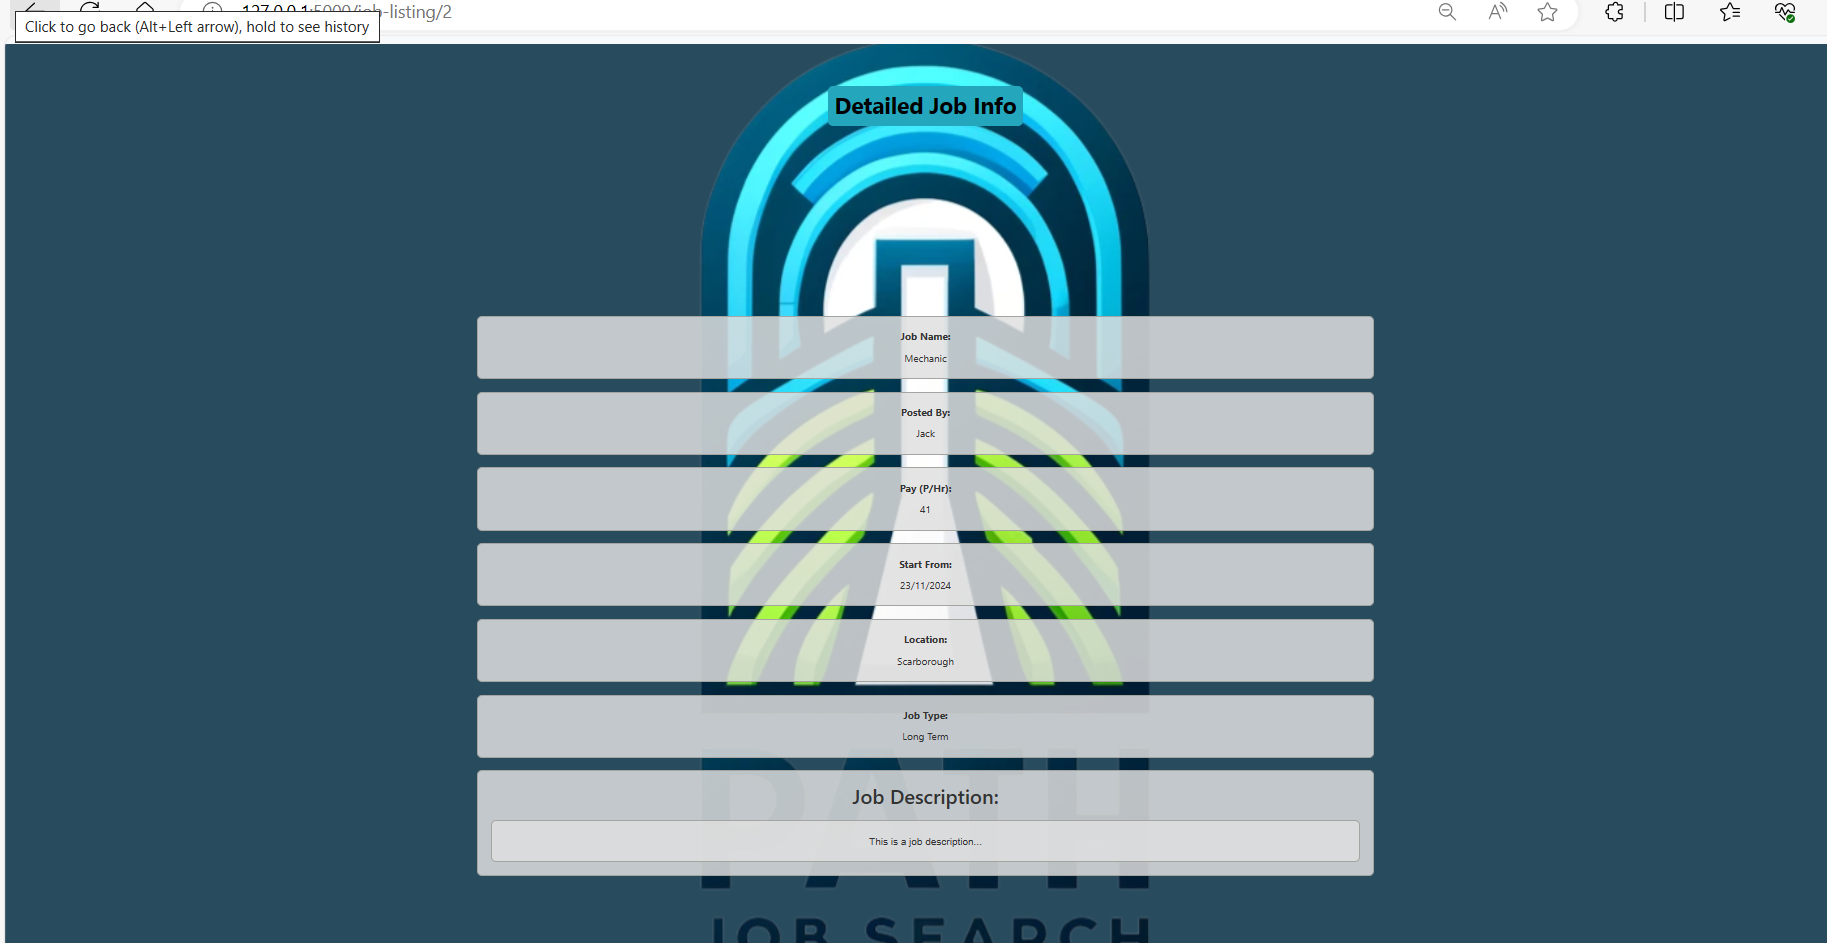 127.0.0.1:5000/job-listing/2
Click to go back (Alt+Left arrow), hold to see history
Detailed Job Info
Job Name:
Mechanic
Posted By:
Jack
Pay (P/Hr):
41
Start From:
23/11/2024
Location:
Scarborough
Job Type:
Long Term
Job Description:
This is a job description...
PATH
JOB SEARCH